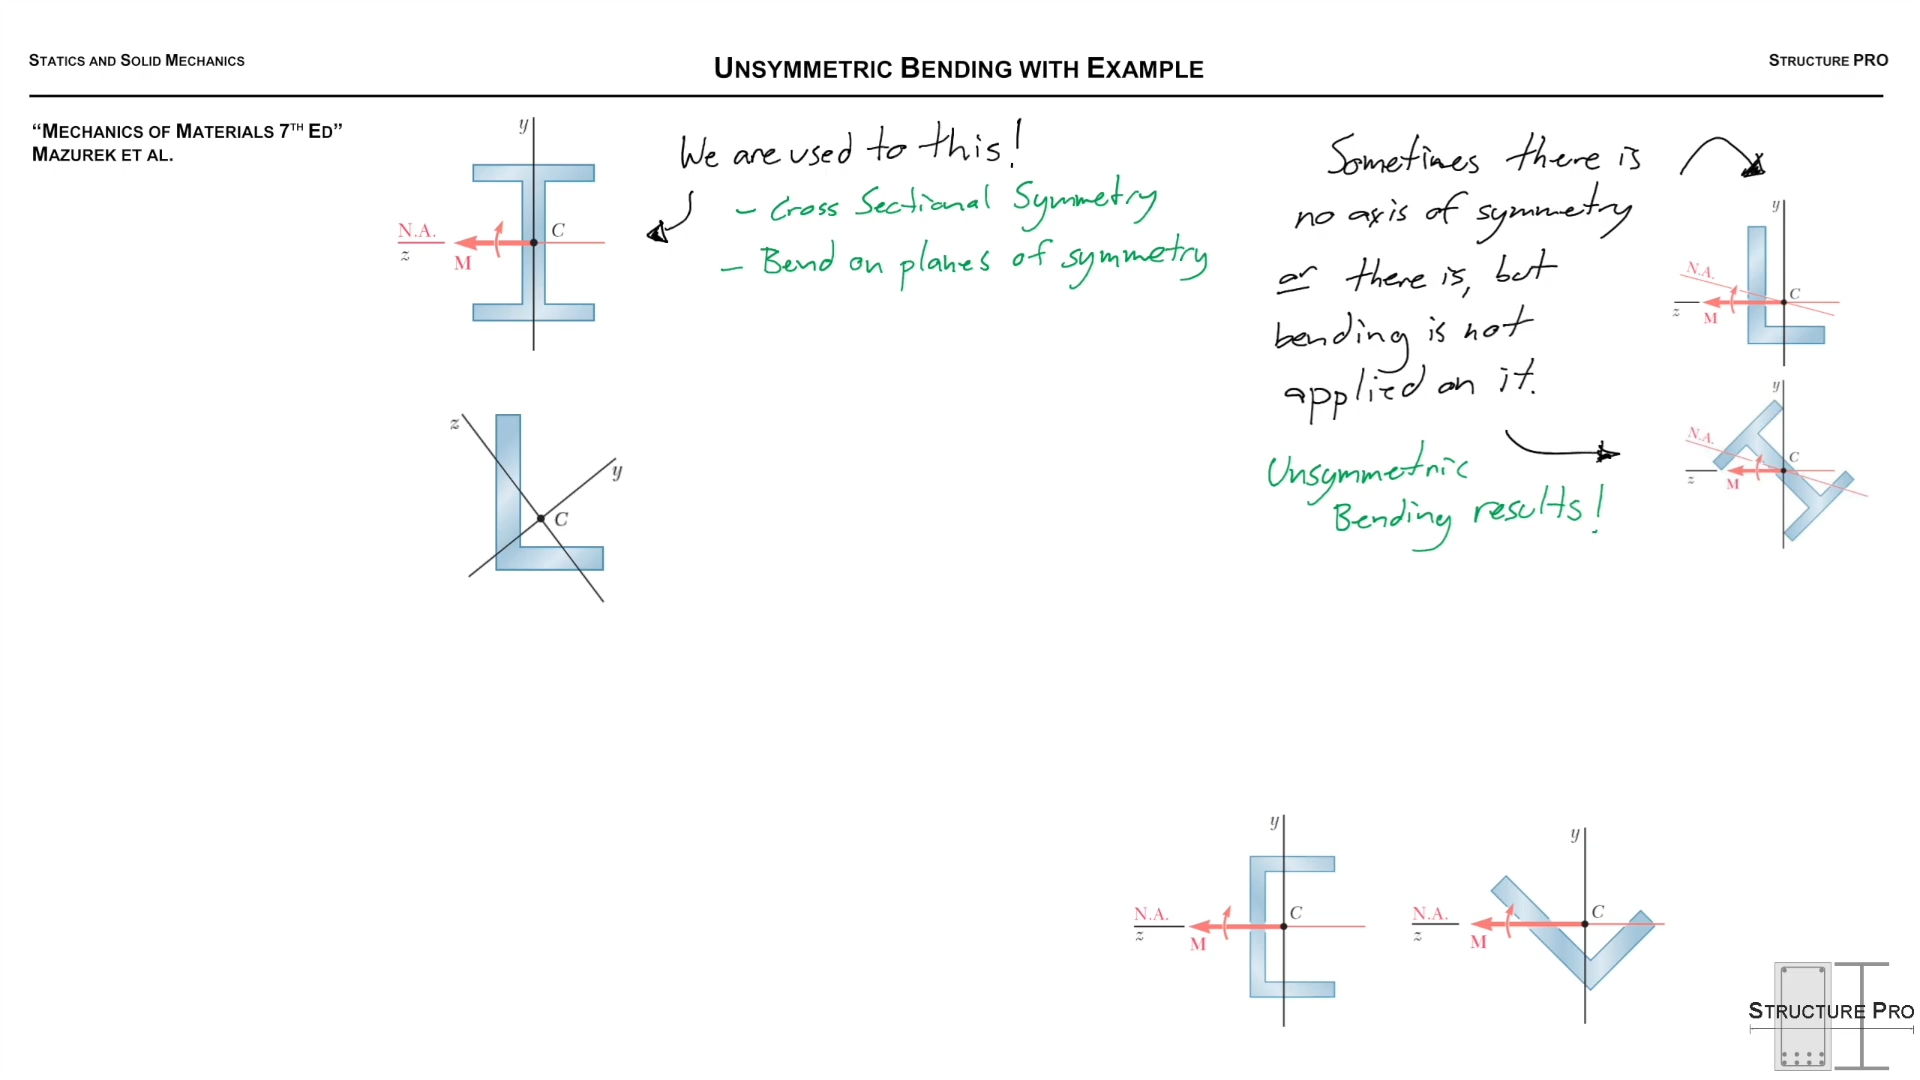 STATICS AND SOLID MECHANICS
UNSYMMETRIC BENDING WITH EXAMPLE
STRUCTURE PRO
“MECHANICS OF MATERIALS 7TH ED”
MAZUREK ET AL.
y
N.A.
z
M
C
We are used to this!
- Cross Sectional Symmetry
- Bend on planes of symmetry
Sometimes there is
no axis of symmetry
or there is, but
bending is not
applied on it.
Unsymmetric
Bending results!
y
N.A.
z
M
C
y
N.A.
z
M
C
z
y
C
y
N.A.
z
M
C
y
N.A.
z
M
C
STRUCTURE PRO